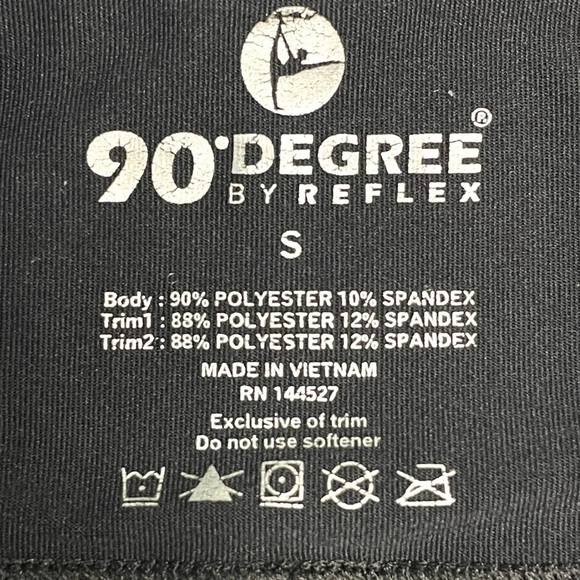 90°DEGREE®
BY REFLEX
S
Body : 90% POLYESTER 10% SPANDEX
Trim1 : 88% POLYESTER 12% SPANDEX
Trim2 : 88% POLYESTER 12% SPANDEX
MADE IN VIETNAM
RN 144527
Exclusive of trim
Do not use softener